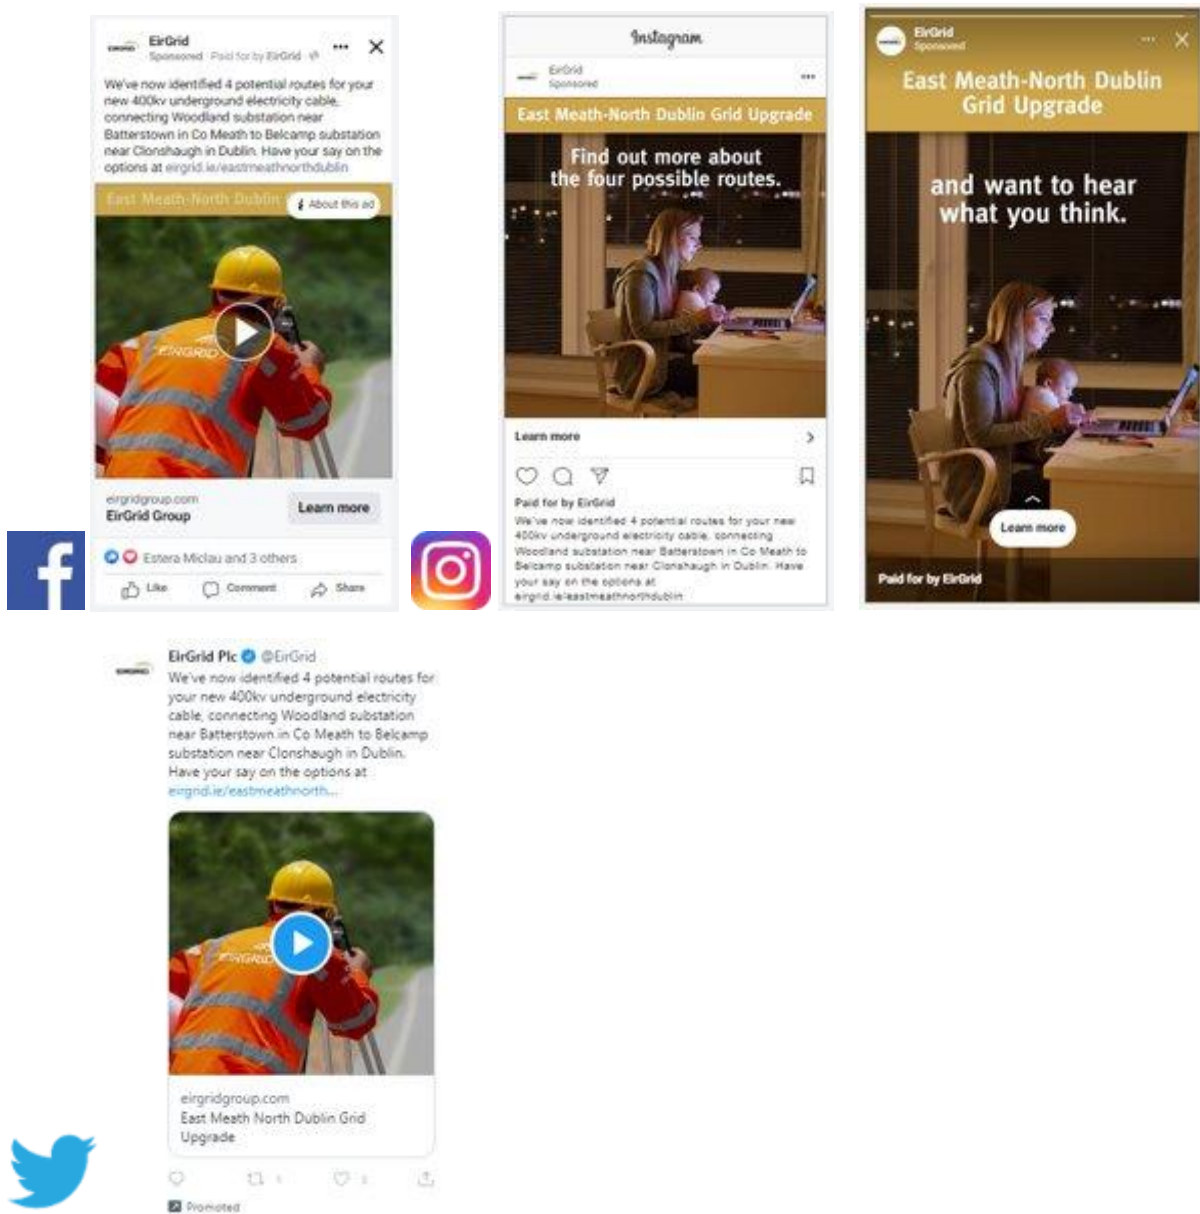 EirGrid
Sponsored · Paid for by EirGrid ·
We've now identified 4 potential routes for your
new 400kv underground electricity cable,
connecting Woodland substation near
Batterstown in Co Meath to Belcamp substation
near Clonshaugh in Dublin. Have your say on the
options at eirgrid.ie/eastmeathnorthdublin
East Meath-North Dublin
About this ad
EIRGRID
eirgridgroup.com
EirGrid Group
Learn more
Estera Miclau and 3 others
Like Comment Share
Instagram
EirGrid
Sponsored
East Meath-North Dublin Grid Upgrade
Find out more about
the four possible routes.
Learn more
Paid for by EirGrid
We've now identified 4 potential routes for your new
400kv underground electricity cable, connecting
Woodland substation near Batterstown in Co Meath to
Belcamp substation near Clonshaugh in Dublin. Have
your say on the options at
eirgrid.ie/eastmeathnorthdublin
EirGrid
Sponsored
East Meath-North Dublin
Grid Upgrade
and want to hear
what you think.
Learn more
Paid for by EirGrid
EirGrid Plc @EirGrid
We've now identified 4 potential routes for
your new 400kv underground electricity
cable, connecting Woodland substation
near Batterstown in Co Meath to Belcamp
substation near Clonshaugh in Dublin.
Have your say on the options at
eirgrid.ie/eastmeathnorth...
EIRGRID
eirgridgroup.com
East Meath North Dublin Grid
Upgrade
Promoted